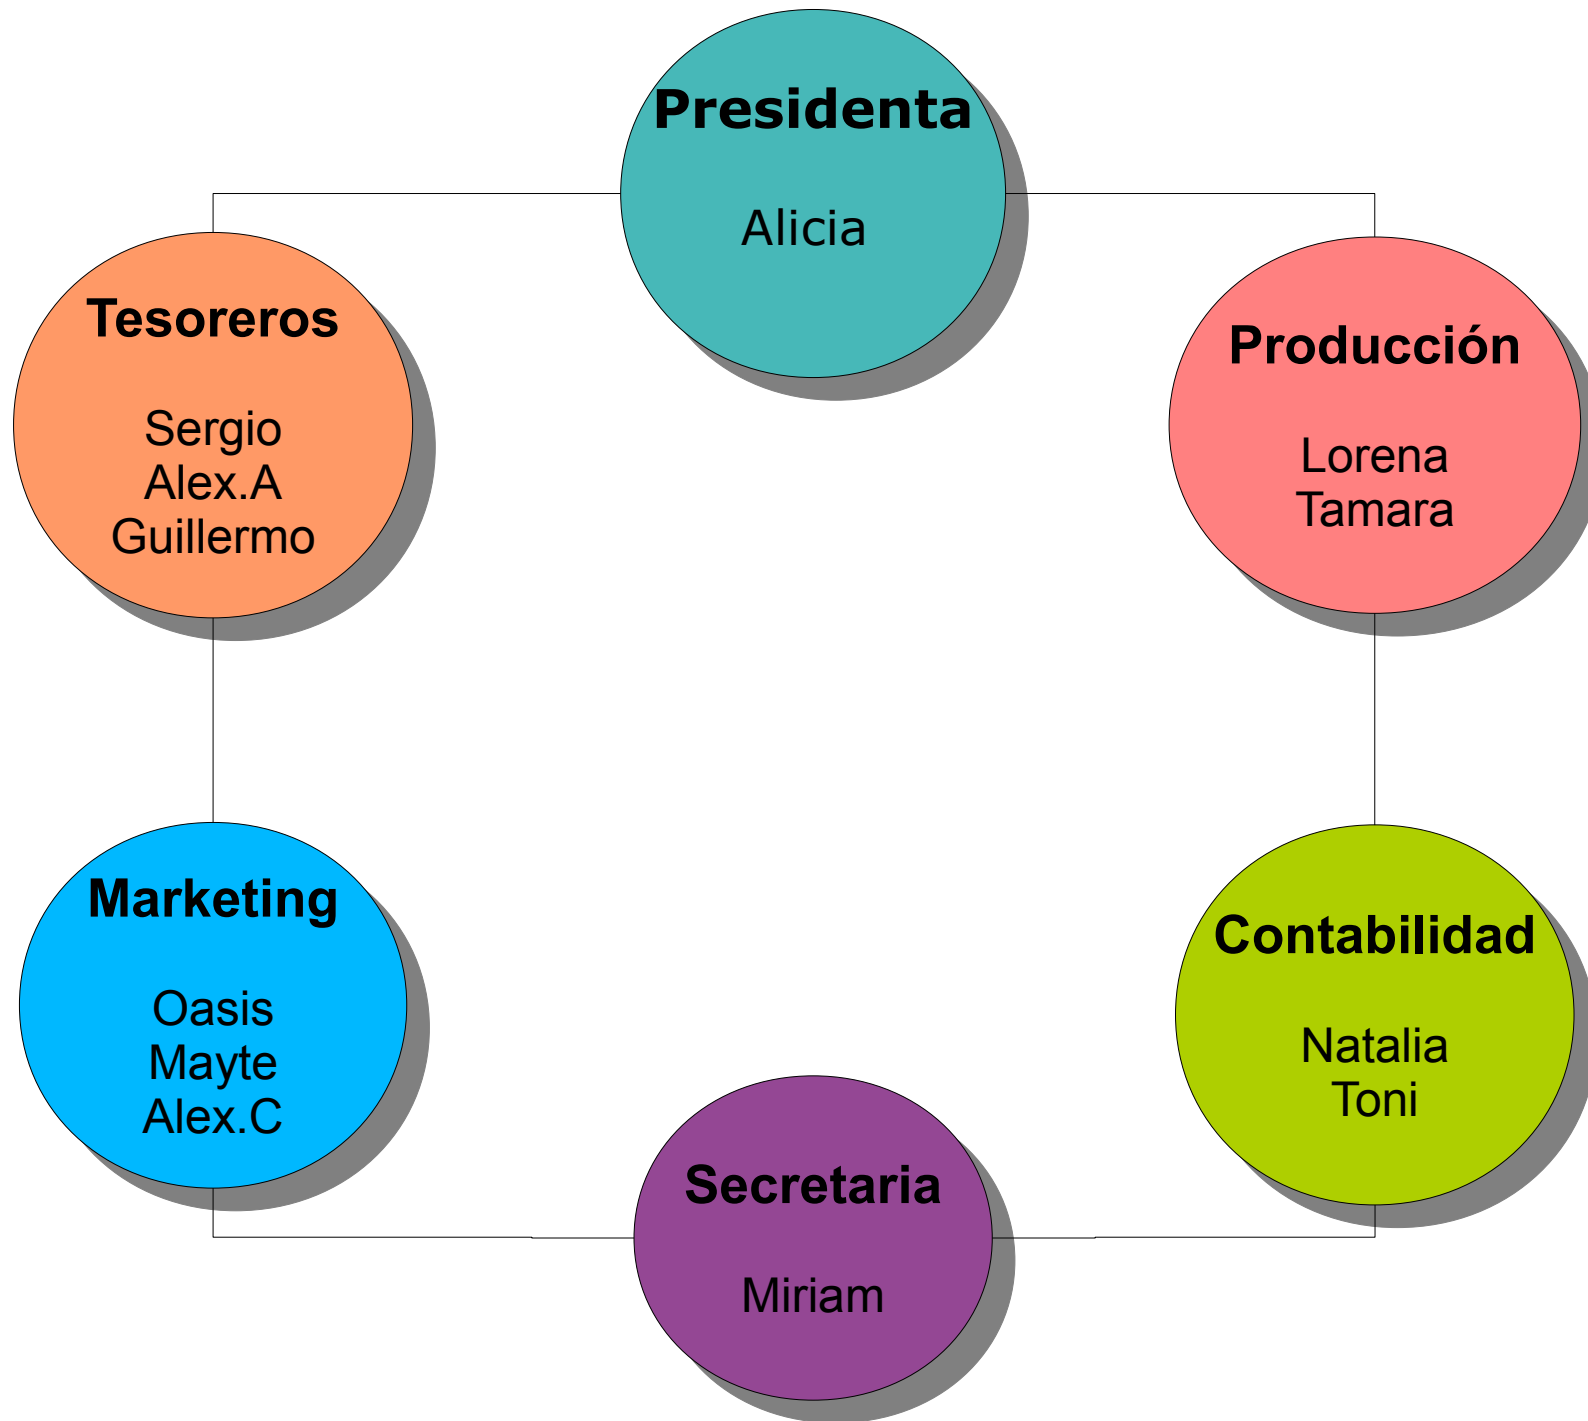 Presidenta
Alicia
Tesoreros
Sergio
Alex.A
Guillermo
Producción
Lorena
Tamara
Marketing
Oasis
Mayte
Alex.C
Contabilidad
Natalia
Toni
Secretaria
Miriam